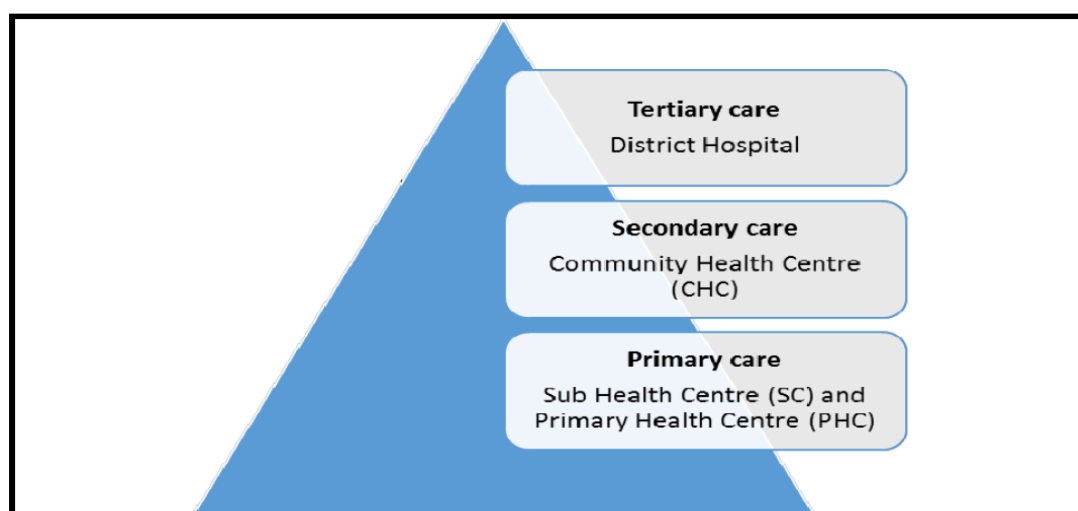 Tertiary care
District Hospital
Secondary care
Community Health Centre
(CHC)
Primary care
Sub Health Centre (SC) and
Primary Health Centre (PHC)